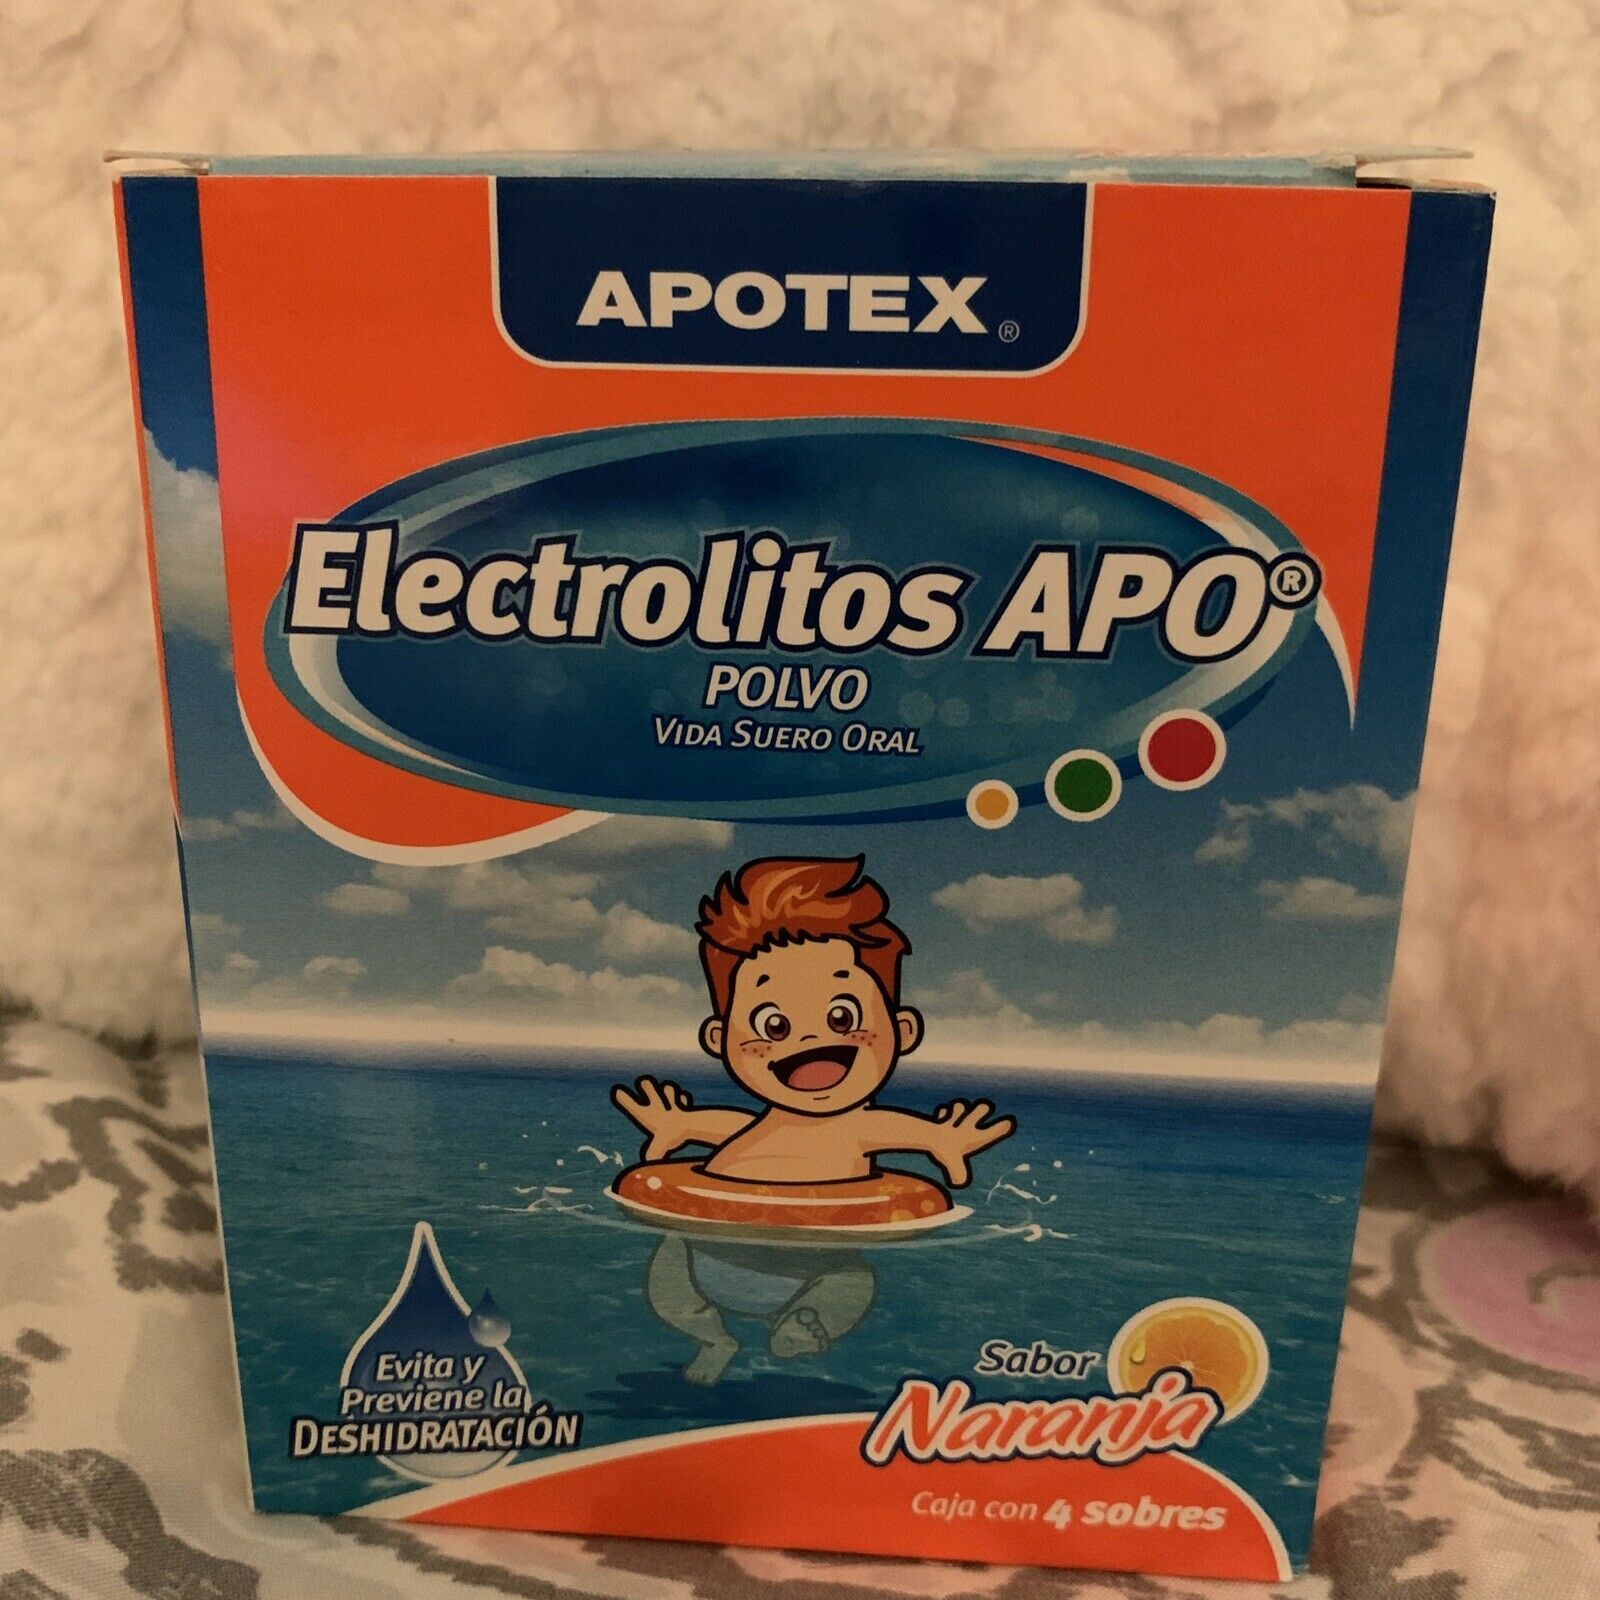 APOTEX®
Electrolitos APO®
POLVO
VIDA SUERO ORAL
Evita y
Previene la
DESHIDRATACIÓN
Sabor
Naranja
Caja con 4 sobres